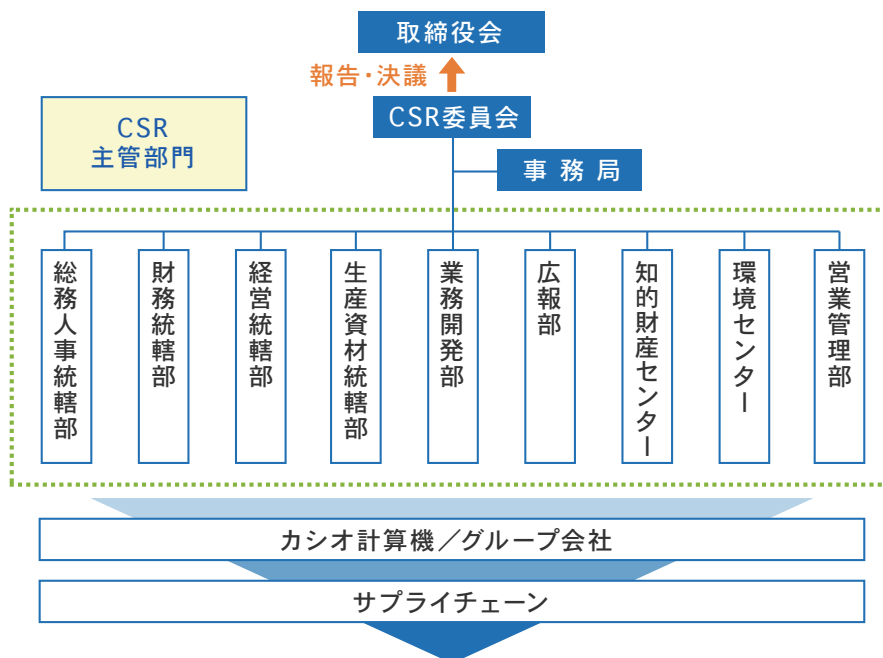 取締役会
報告・決議
CSR委員会
CSR
主管部門
事務局
総務人事統轄部
財務統轄部
経営統轄部
生産資材統轄部
業務開発部
広報部
知的財産センター
環境センター
営業管理部
カシオ計算機／グループ会社
サプライチェーン